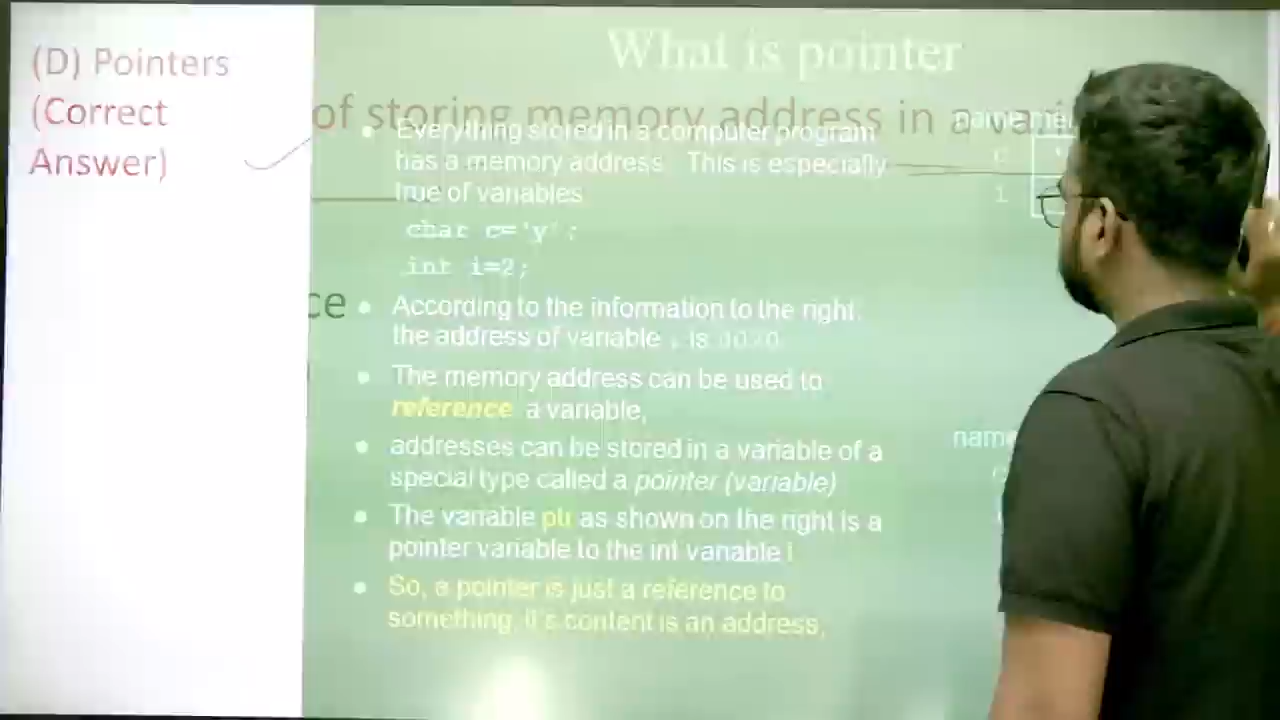 (D) Pointers
(Correct
Answer)
What is pointer
of storing memory address in a
Everything stored in a computer program
has a memory address. This is especially
true of variables
char c='y';
int i=2;
According to the information to the right,
the address of variable i is
The memory address can be used to
reference a variable,
addresses can be stored in a variable of a
special type called a pointer (variable)
The variable ptr as shown on the right is a
pointer variable to the int variable i
So, a pointer is just a reference to
something, it's content is an address,
name
c
i
name